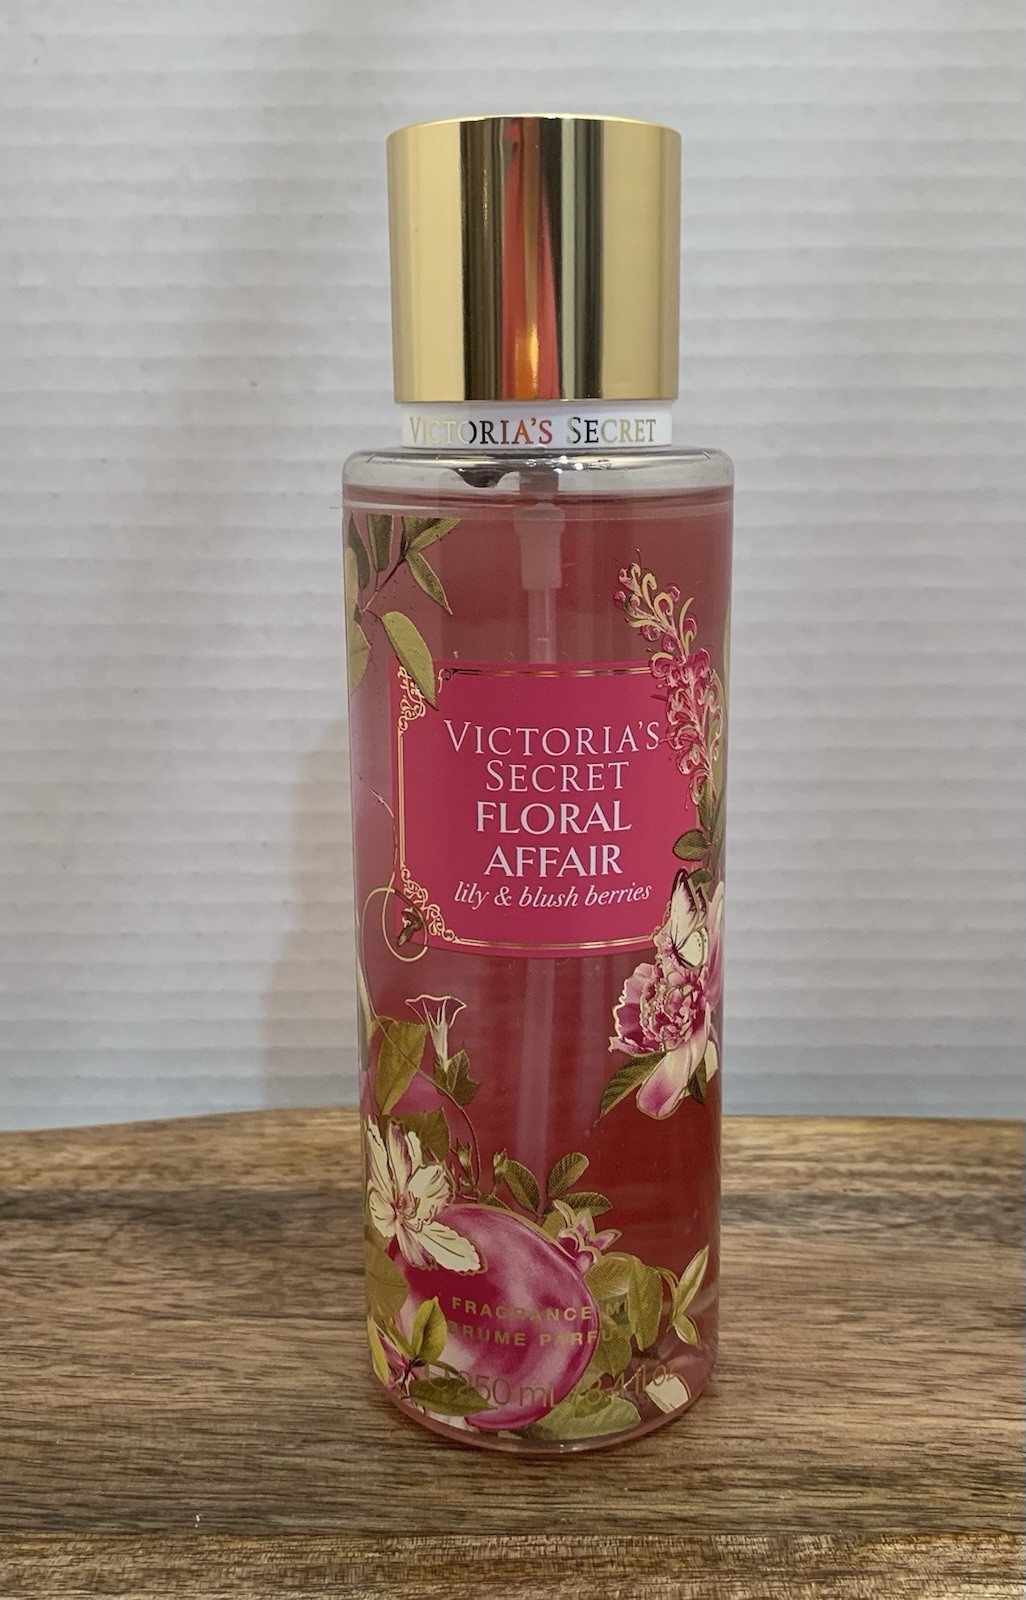 VICTORIA'S SECRET
VICTORIA'S
SECRET
FLORAL
AFFAIR
lily & blush berries
FRAGRANCE
BRUME
250 mL